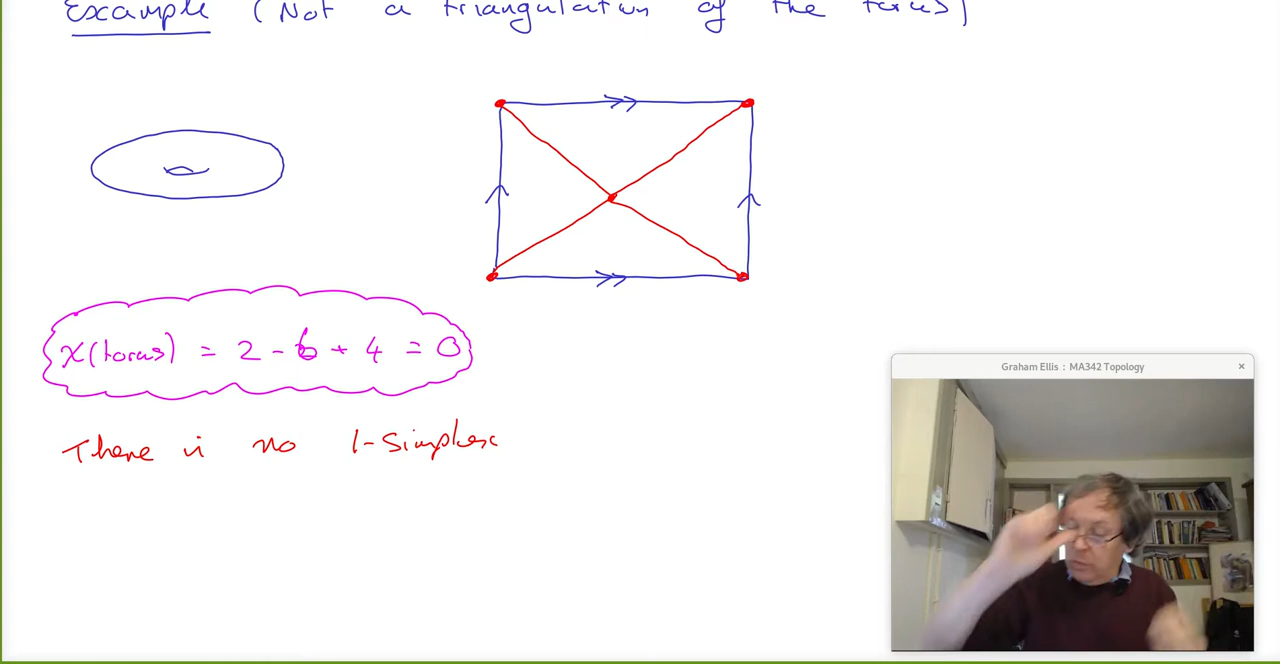 Example (Not a triangulation of the torus)
χ(torus) = 2 - 6 + 4 = 0
There is no 1-Simplex
Graham Ellis : MA342 Topology